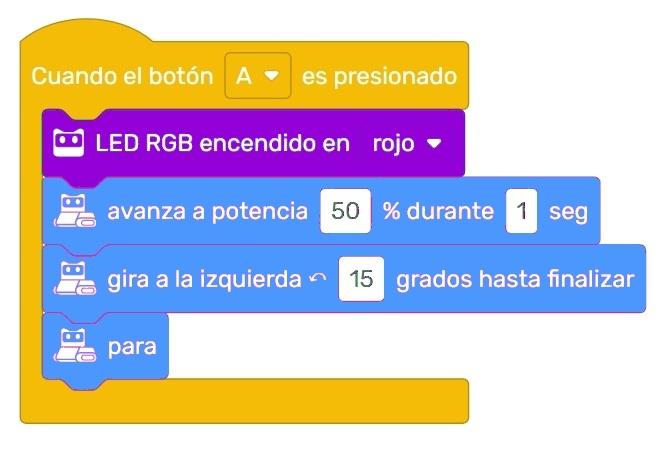 Cuando el botón A es presionado
LED RGB encendido en rojo
avanza a potencia 50 % durante 1 seg
gira a la izquierda 15 grados hasta finalizar
para